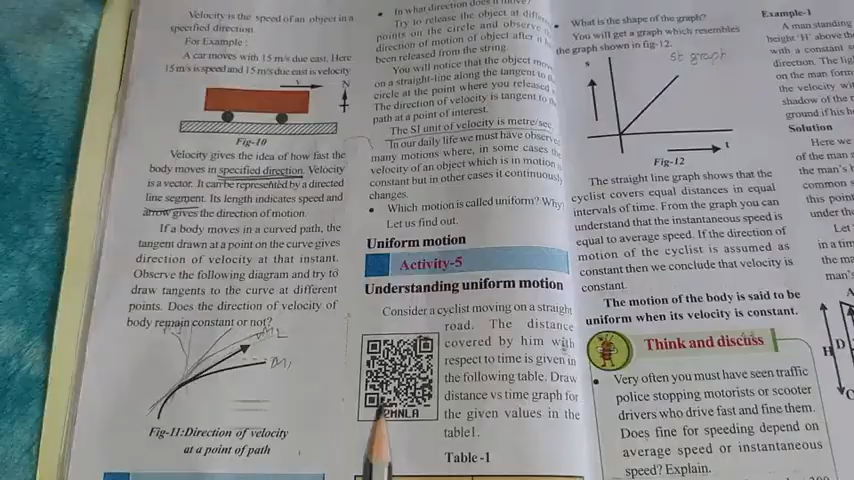 Velocity is the speed of an object in a
specified direction.
For Example :
A car moves with 15 m/s due east. Here
15 m/s is speed and 15 m/s due east is velocity
V
N
Fig-10
Velocity gives the idea of how fast the
body moves in specified direction. Velocity
is a vector. It can be represented by a directed
line segment. Its length indicates speed and
arrow gives the direction of motion.
If a body moves in curved path, the
tangent drawn at a point on the curve gives
direction of velocity at that instant.
Observe the following diagram and try to
draw tangents to the curve at different
points. Does the direction of velocity of
body remain constant or not?
Fig-11:Direction of velocity
at a point of path
• In what direction does it move?
Try to release the object at
points on the circle and observe
direction of motion of object after it
been released from the string.
You will notice that the object
on a straight-line along the tangent to
circle at the point where you released
The direction of velocity is tangent to
path at a point of interest.
The SI unit of velocity is metre/sec.
In our daily life we must have
many motions where, in some cases
velocity of an object which is in motion
constant but in other cases it continuously
changes.
• Which motion is called uniform? Why?
Let us find out.
Uniform motion
Activity-5
Understanding uniform motion
Consider a cyclist moving on a straight
road. The distance
covered by him with
respect to time is given in
the following table. Draw
distance vs time graph for
the given values in the
table1.
2MNLA
Table-1
• What is the shape of the graph?
You will get a graph which resembles
the graph shown in fig-12.
St graph
s
t
Fig-12
The straight line graph shows that the
cyclist covers equal distances in equal
intervals of time. From the graph you can
understand that the instantaneous speed is
equal to average speed. If the direction of
motion of the cyclist is assumed as
constant then we conclude that velocity is
constant.
The motion of the body is said to be
uniform when its velocity is constant.
Think and discuss
• Very often you must have seen traffic
police stopping motorists or scooter
drivers who drive fast and fine them.
Does fine for speeding depend on
average speed or instantaneous
speed? Explain.
Example-1
A man standing
height 'H' above the
with a constant
direction. The
on the man form
the velocity
shadow of the
ground if his
Solution
Here we
of the man
the man's
common
this point
under the
Let
in a
the
man's
H
D